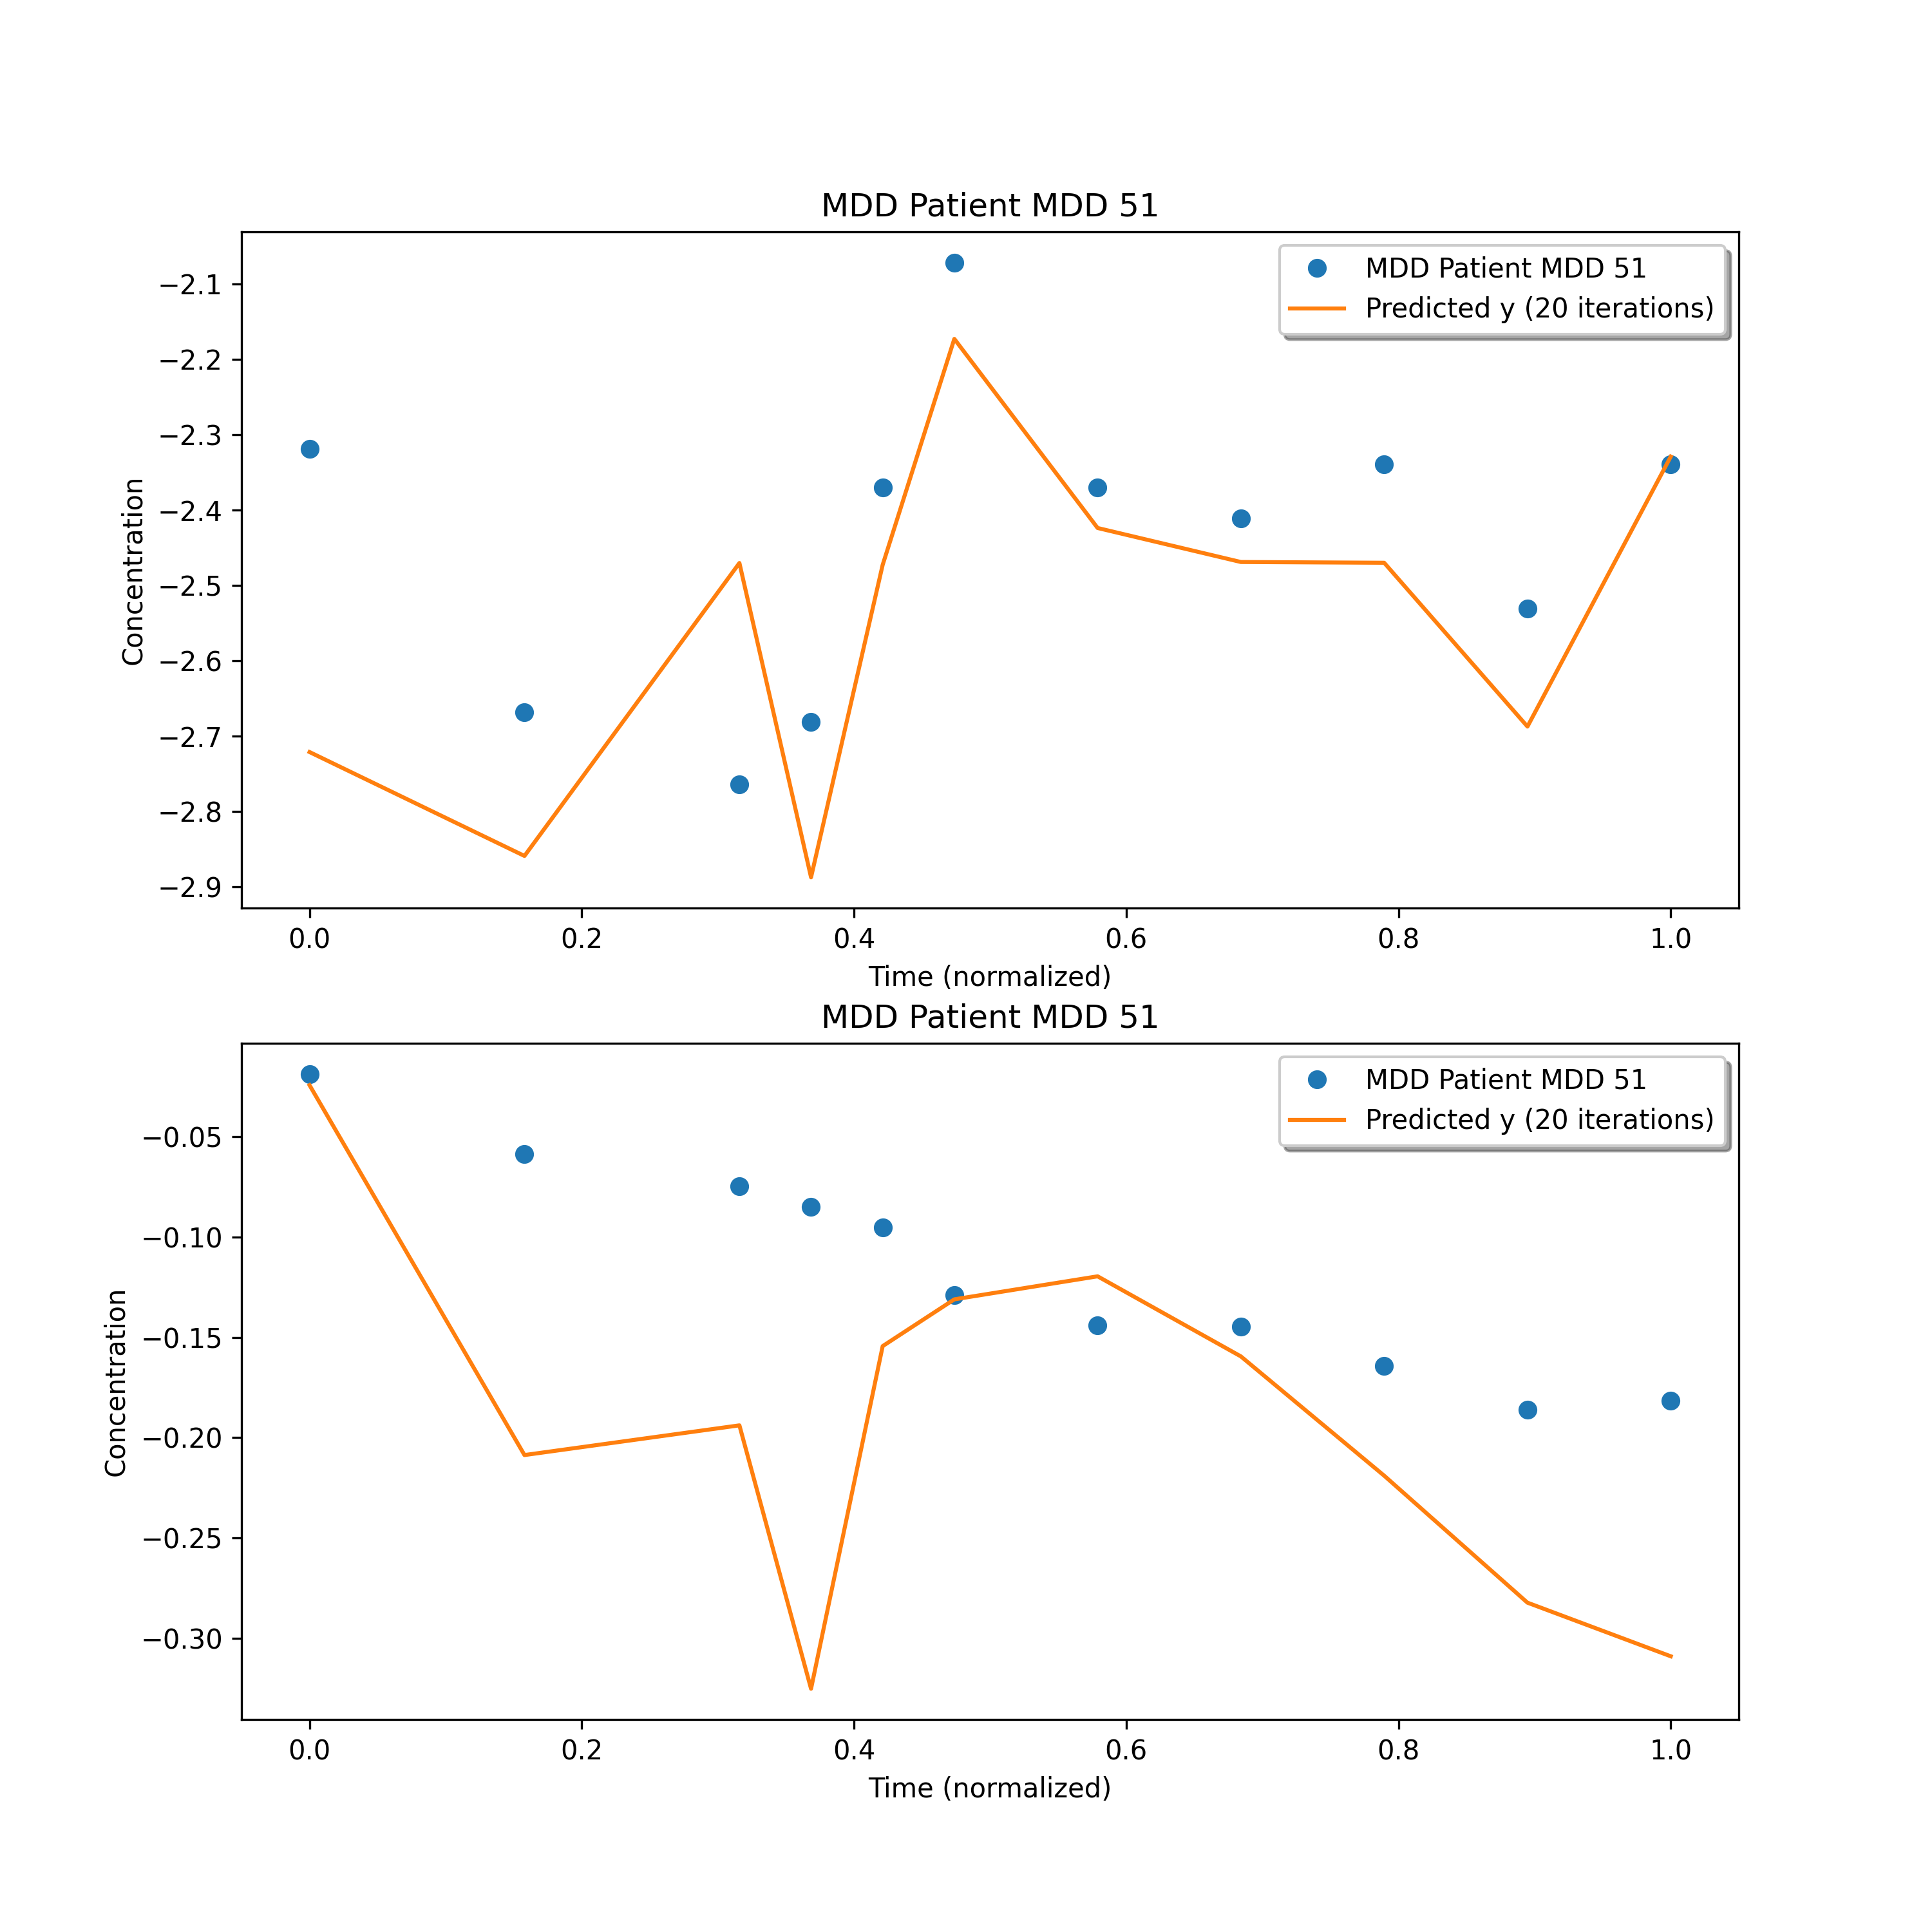 MDD Patient MDD 51
MDD Patient MDD 51
Predicted y (20 iterations)
−2.1
−2.2
−2.3
−2.4
−2.5
−2.6
−2.7
−2.8
−2.9
Concentration
0.0 0.2 0.4 0.6 0.8 1.0
Time (normalized)
MDD Patient MDD 51
MDD Patient MDD 51
Predicted y (20 iterations)
−0.05
−0.10
−0.15
−0.20
−0.25
−0.30
Concentration
0.0 0.2 0.4 0.6 0.8 1.0
Time (normalized)